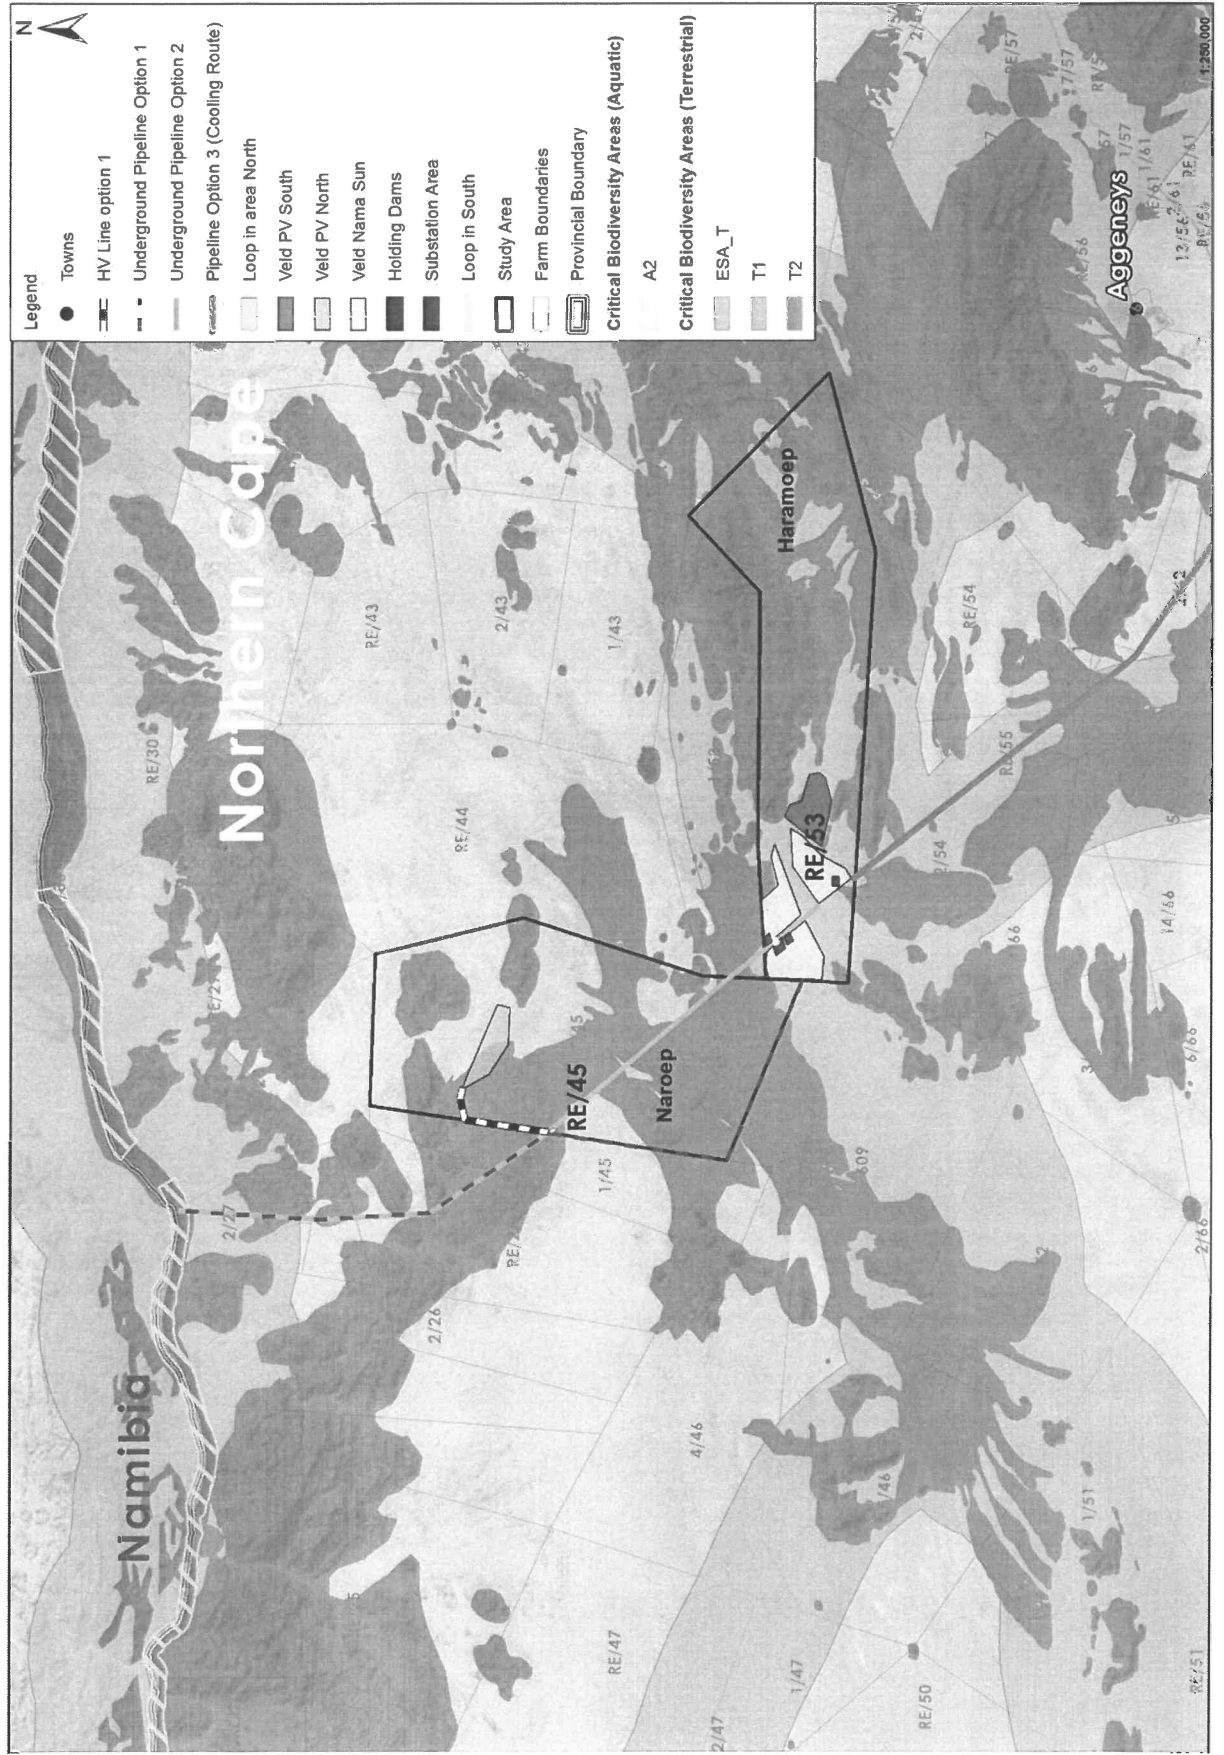 N
Legend
Towns
HV Line option 1
Underground Pipeline Option 1
Underground Pipeline Option 2
Pipeline Option 3 (Cooling Route)
Loop in area North
Veld PV South
Veld PV North
Veld Nama Sun
Holding Dams
Substation Area
Loop in South
Study Area
Farm Boundaries
Provincial Boundary
Critical Biodiversity Areas (Aquatic)
A2
Critical Biodiversity Areas (Terrestrial)
ESA_T
T1
T2
1:260,000
Namibia
Northern Cape
RE/30
2/27
RE/43
2/43
1/43
RE/44
2/26
RE/45
1/45
Naroep
Haramoep
RE/53
RE/54
2/54
Aggeneys
RE/57
1/57
1/61
RE/61
14/66
6/66
2/66
4/46
RE/47
1/47
2/47
RE/50
1/51
RE/51